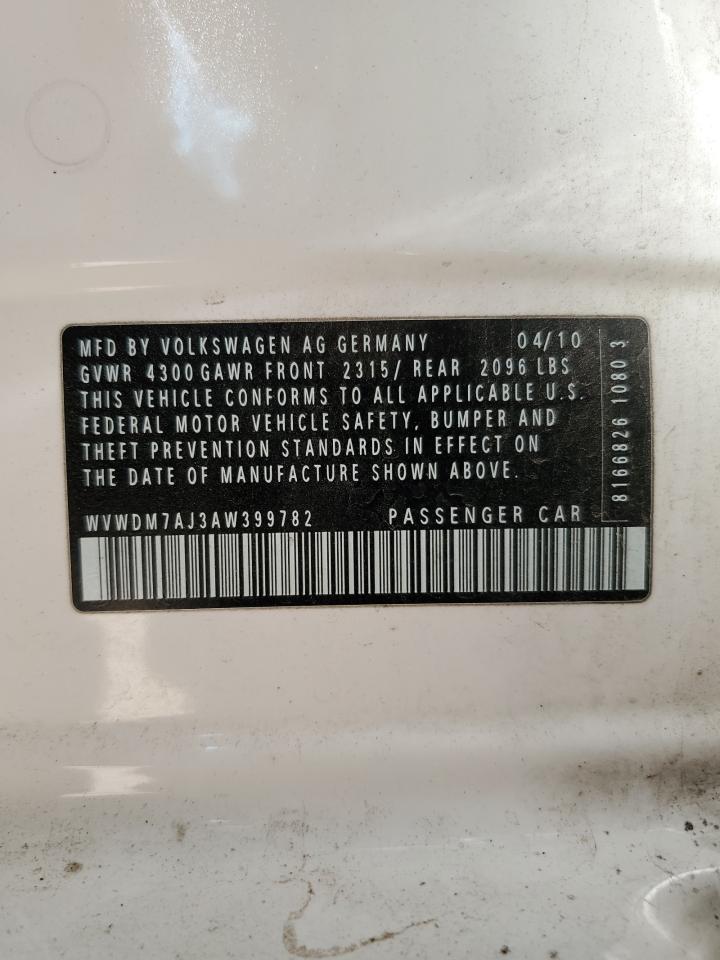 MFD BY VOLKSWAGEN AG GERMANY 04/10
GVWR 4300 GAWR FRONT 2315/ REAR 2096 LBS
THIS VEHICLE CONFORMS TO ALL APPLICABLE U.S.
FEDERAL MOTOR VEHICLE SAFETY, BUMPER AND
THEFT PREVENTION STANDARDS IN EFFECT ON
THE DATE OF MANUFACTURE SHOWN ABOVE.
WVWDM7AJ3AW399782 PASSENGER CAR
8166826 1080 3